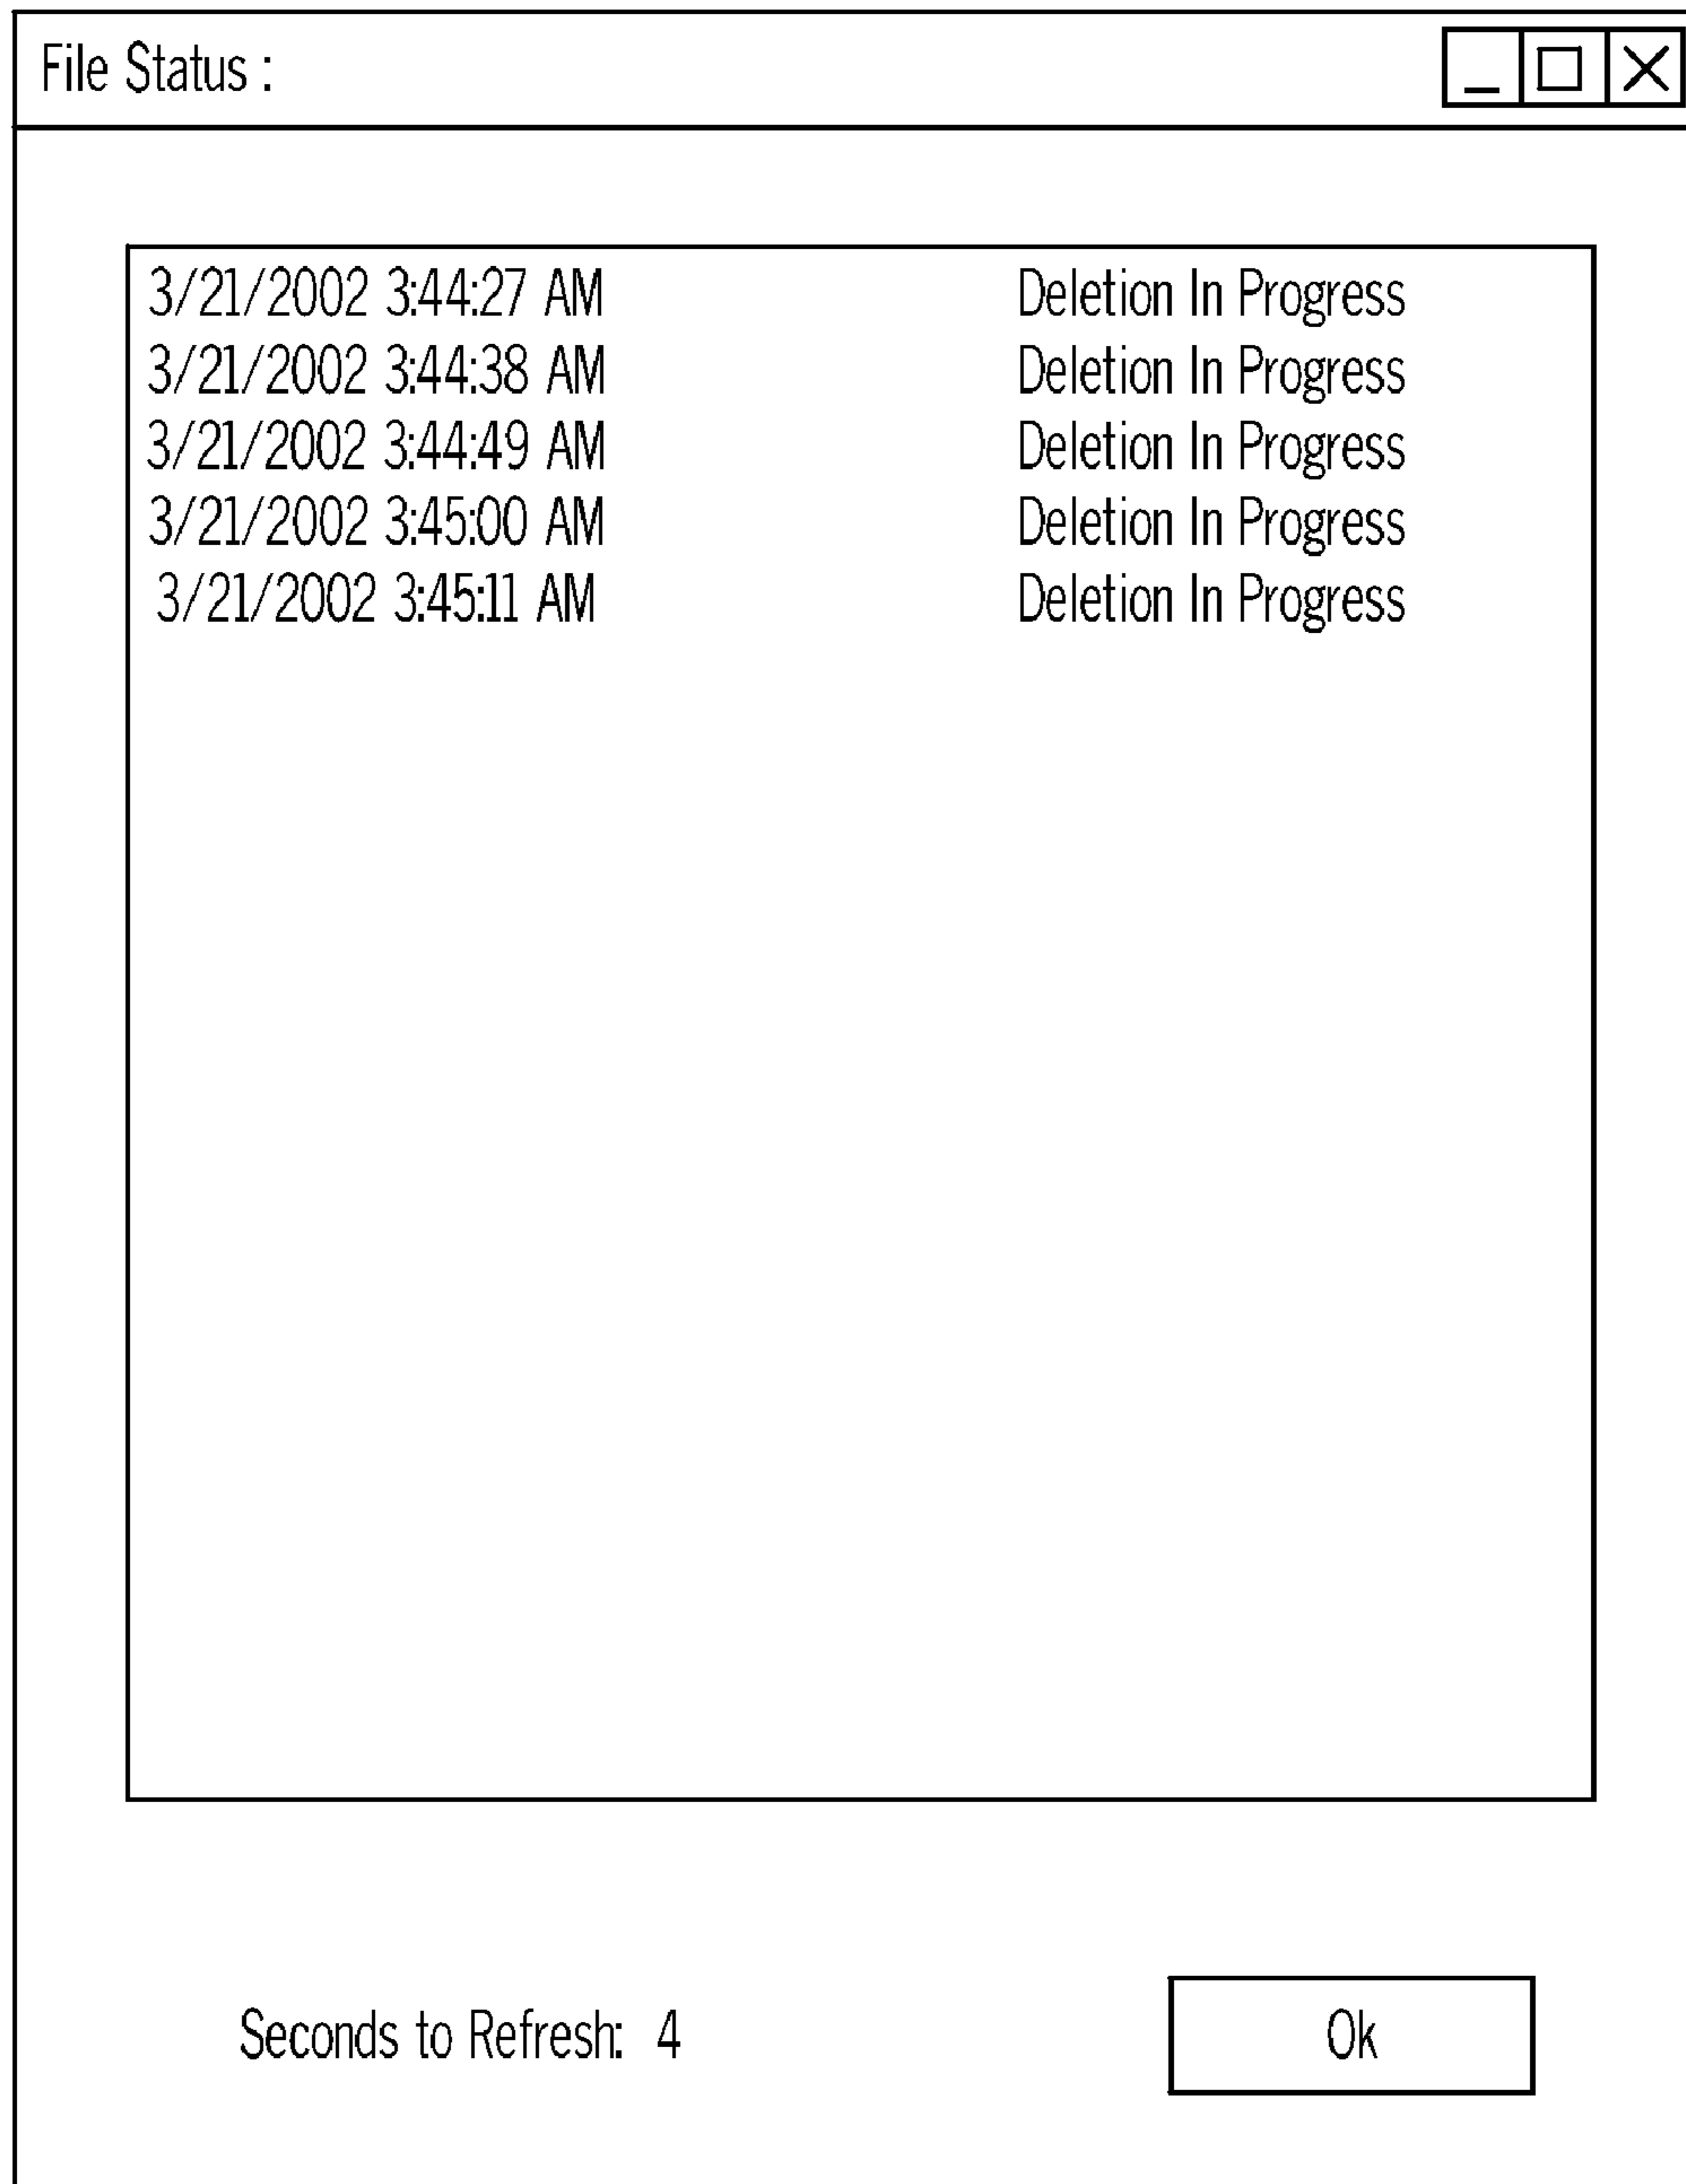 File Status :
3/21/2002 3:44:27 AM Deletion In Progress
3/21/2002 3:44:38 AM Deletion In Progress
3/21/2002 3:44:49 AM Deletion In Progress
3/21/2002 3:45:00 AM Deletion In Progress
3/21/2002 3:45:11 AM Deletion In Progress
Seconds to Refresh: 4 Ok